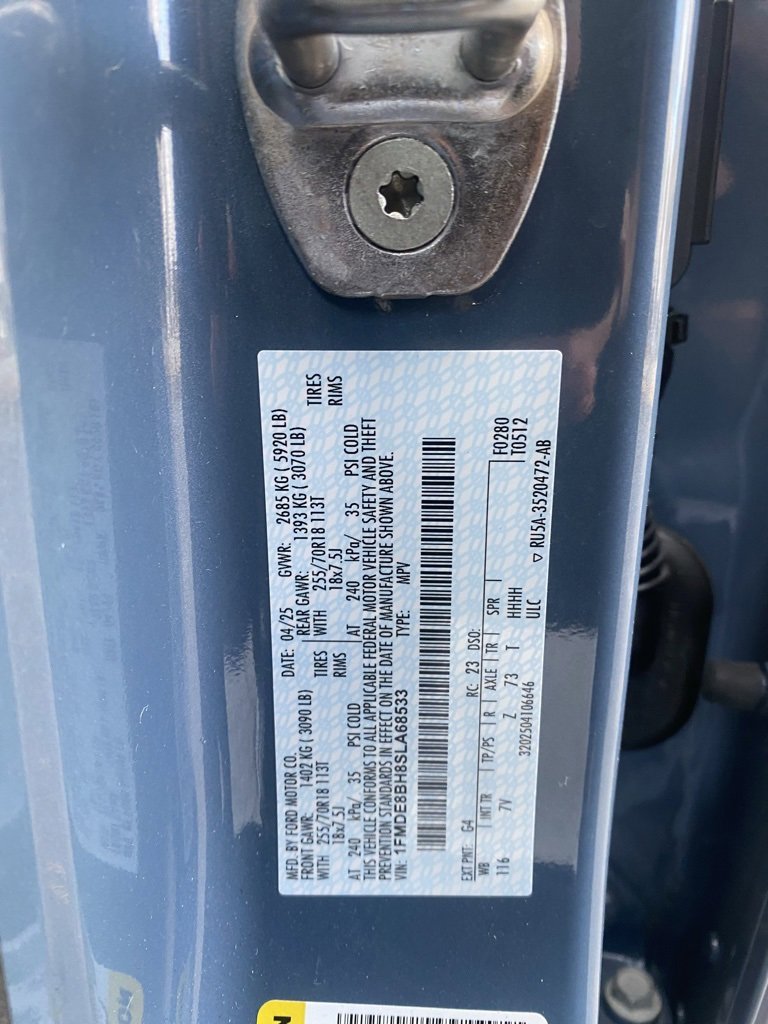 MFD. BY FORD MOTOR CO.
DATE: 04/25 GVWR: 2685 KG ( 5920 LB)
FRONT GAWR: 1402 KG ( 3090 LB) REAR GAWR: 1393 KG ( 3070 LB)
WITH 255/70R18 113T TIRES WITH 255/70R18 113T TIRES
18x7.5J RIMS 18x7.5J RIMS
AT 240 kPa/ 35 PSI COLD AT 240 kPa/ 35 PSI COLD
THIS VEHICLE CONFORMS TO ALL APPLICABLE FEDERAL MOTOR VEHICLE SAFETY AND THEFT
PREVENTION STANDARDS IN EFFECT ON THE DATE OF MANUFACTURE SHOWN ABOVE.
VIN: 1FMDE8BH8SLA68533 TYPE: MPV
EXT PNT: G4 RC: 23 DSO:
WB INT TR TP/PS R AXLE TR SPR F0280
116 7V Z 73 T HHHH T0512
3202504106646 ULC
▽ RU5A-3520472-AB